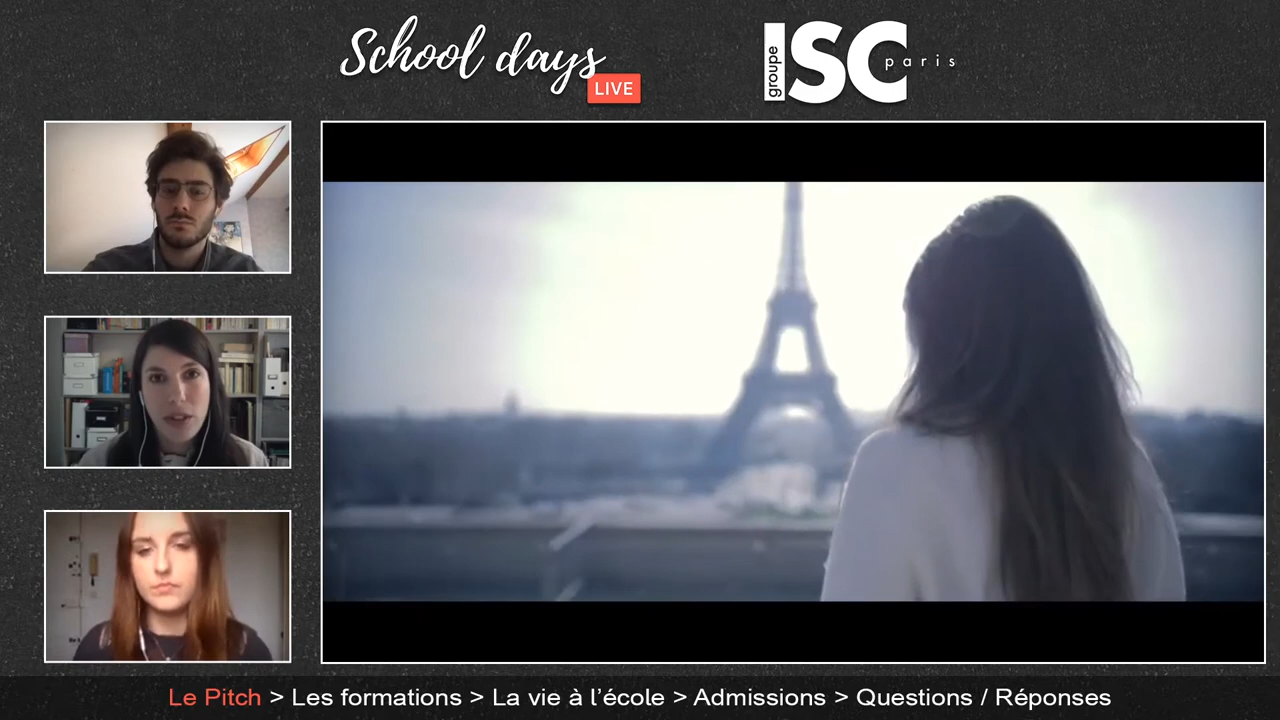 School days
LIVE
groupe ISC paris
Le Pitch > Les formations > La vie à l’école > Admissions > Questions / Réponses